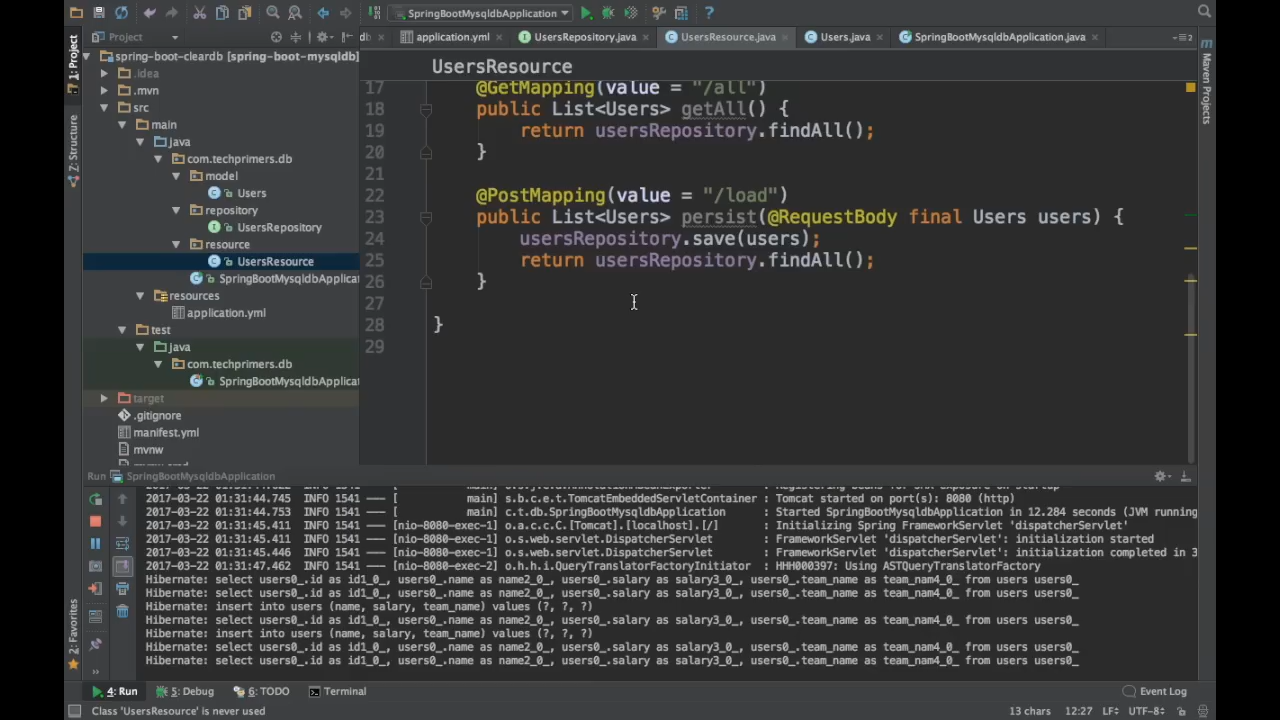 SpringBootMysqldbApplication
Project
db
application.yml
UsersRepository.java
UsersResource.java
Users.java
SpringBootMysqldbApplication.java
2
UsersResource
1: Project
Z: Structure
2: Favorites
Maven Projects
spring-boot-cleardb [spring-boot-mysqldb]
.idea
.mvn
src
main
java
com.techprimers.db
model
Users
repository
UsersRepository
resource
UsersResource
SpringBootMysqldbApplicat
resources
application.yml
test
java
com.techprimers.db
SpringBootMysqldbApplicat
target
.gitignore
manifest.yml
mvnw
17 @GetMapping(value = "/all")
18 public List<Users> getAll() {
19 return usersRepository.findAll();
20 }
21
22 @PostMapping(value = "/load")
23 public List<Users> persist(@RequestBody final Users users) {
24 usersRepository.save(users);
25 return usersRepository.findAll();
26 }
27
28 }
29
Run SpringBootMysqldbApplication
2017-03-22 01:31:44.745 INFO 1541 --- [ main] s.b.c.e.t.TomcatEmbeddedServletContainer : Tomcat started on port(s): 8080 (http)
2017-03-22 01:31:44.753 INFO 1541 --- [ main] c.t.db.SpringBootMysqldbApplication : Started SpringBootMysqldbApplication in 12.284 seconds (JVM running
2017-03-22 01:31:45.411 INFO 1541 --- [nio-8080-exec-1] o.a.c.c.C.[Tomcat].[localhost].[/] : Initializing Spring FrameworkServlet 'dispatcherServlet'
2017-03-22 01:31:45.411 INFO 1541 --- [nio-8080-exec-1] o.s.web.servlet.DispatcherServlet : FrameworkServlet 'dispatcherServlet': initialization started
2017-03-22 01:31:45.446 INFO 1541 --- [nio-8080-exec-1] o.s.web.servlet.DispatcherServlet : FrameworkServlet 'dispatcherServlet': initialization completed in 3
2017-03-22 01:31:47.462 INFO 1541 --- [nio-8080-exec-2] o.h.h.i.QueryTranslatorFactoryInitiator : HHH000397: Using ASTQueryTranslatorFactory
Hibernate: select users0_.id as id1_0_, users0_.name as name2_0_, users0_.salary as salary3_0_, users0_.team_name as team_nam4_0_ from users users0_
Hibernate: select users0_.id as id1_0_, users0_.name as name2_0_, users0_.salary as salary3_0_, users0_.team_name as team_nam4_0_ from users users0_
Hibernate: insert into users (name, salary, team_name) values (?, ?, ?)
Hibernate: select users0_.id as id1_0_, users0_.name as name2_0_, users0_.salary as salary3_0_, users0_.team_name as team_nam4_0_ from users users0_
Hibernate: insert into users (name, salary, team_name) values (?, ?, ?)
Hibernate: select users0_.id as id1_0_, users0_.name as name2_0_, users0_.salary as salary3_0_, users0_.team_name as team_nam4_0_ from users users0_
Hibernate: select users0_.id as id1_0_, users0_.name as name2_0_, users0_.salary as salary3_0_, users0_.team_name as team_nam4_0_ from users users0_
4: Run
5: Debug
6: TODO
Terminal
Event Log
Class 'UsersResource' is never used
13 chars 12:27 LF÷ UTF-8÷